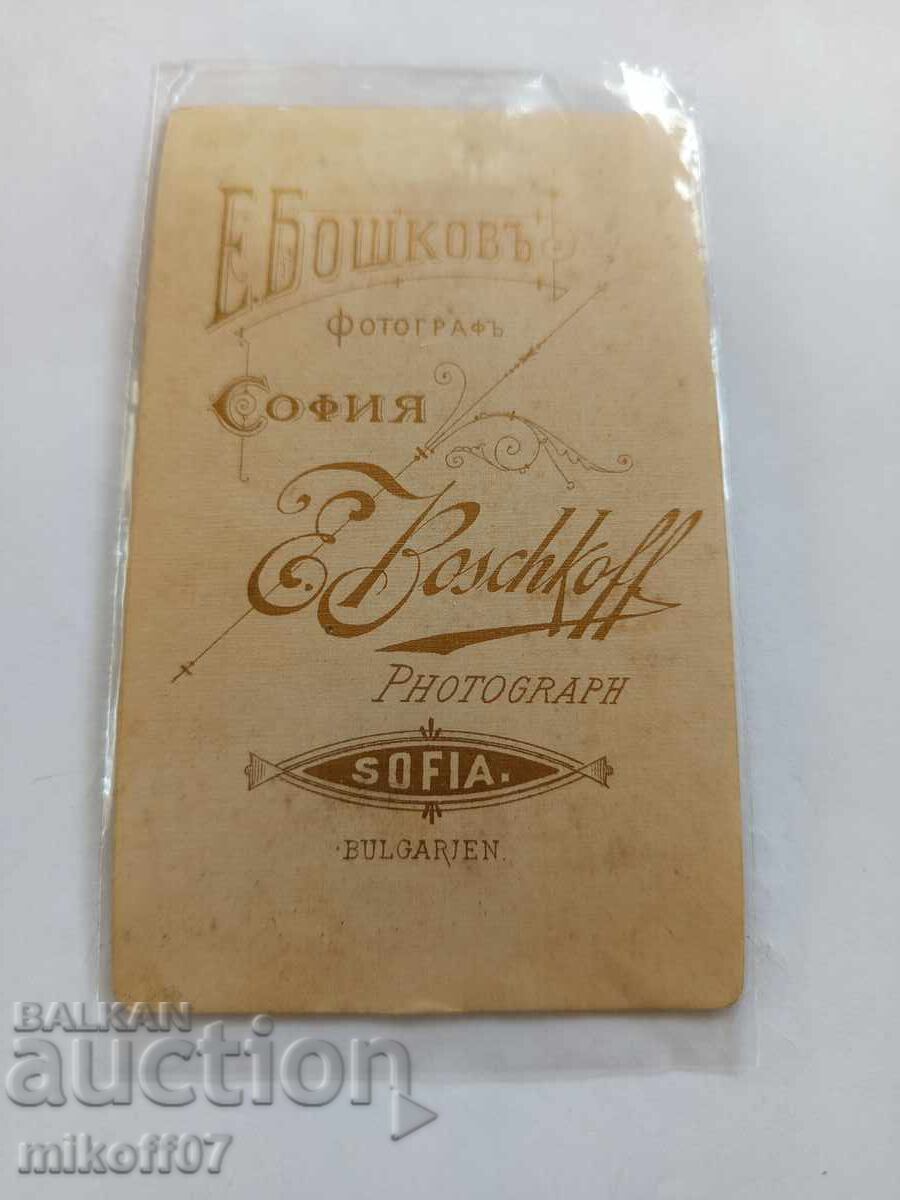 Е. Бошковъ
Фотографъ
София
E. Boschkoff
PHOTOGRAPH
SOFIA.
BULGARIEN.
BALKAN
auction
mikoff07